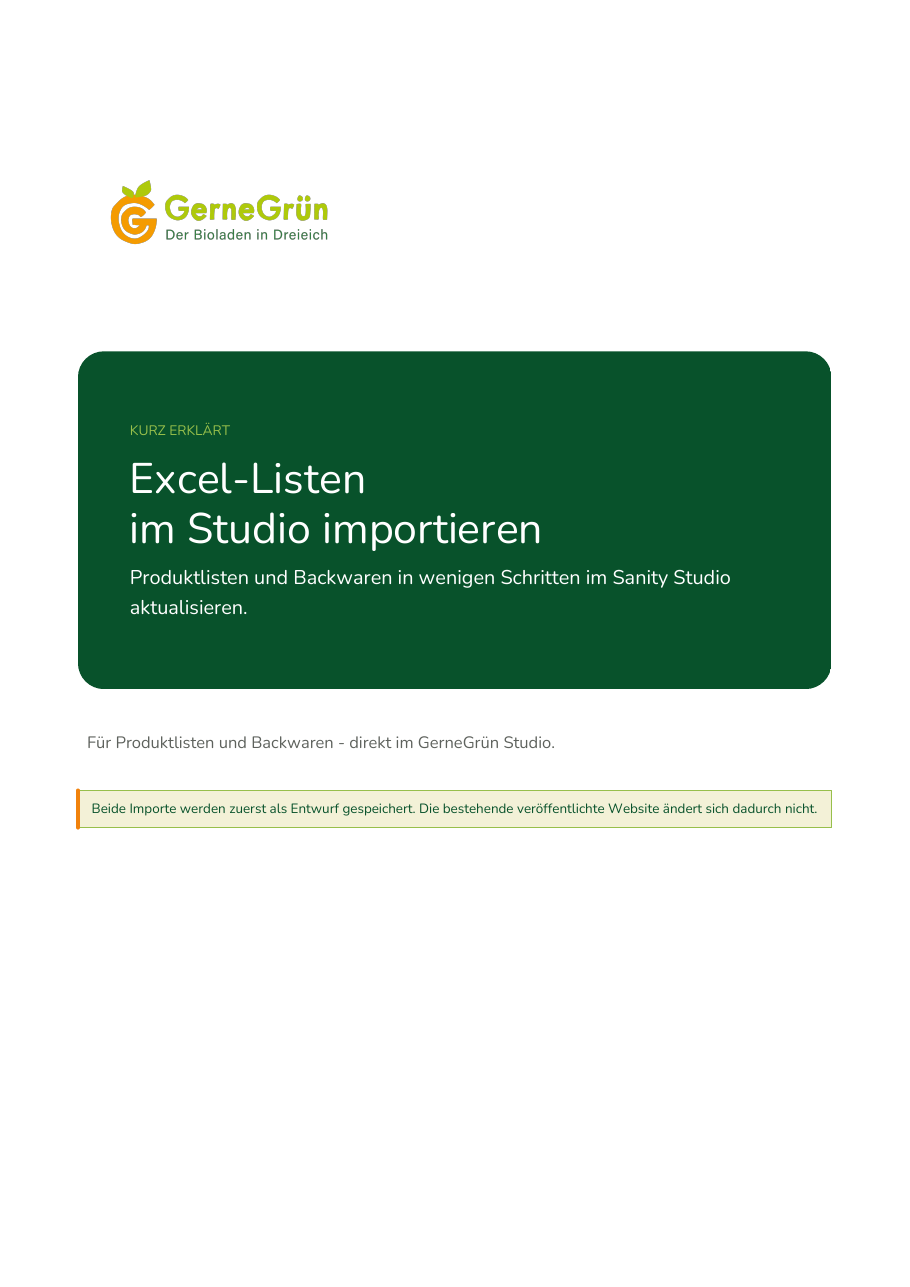 GerneGrün
Der Bioladen in Dreieich
KURZ ERKLÄRT
Excel-Listen
im Studio importieren
Produktlisten und Backwaren in wenigen Schritten im Sanity Studio
aktualisieren.
Für Produktlisten und Backwaren - direkt im GerneGrün Studio.
Beide Importe werden zuerst als Entwurf gespeichert. Die bestehende veröffentlichte Website ändert sich dadurch nicht.